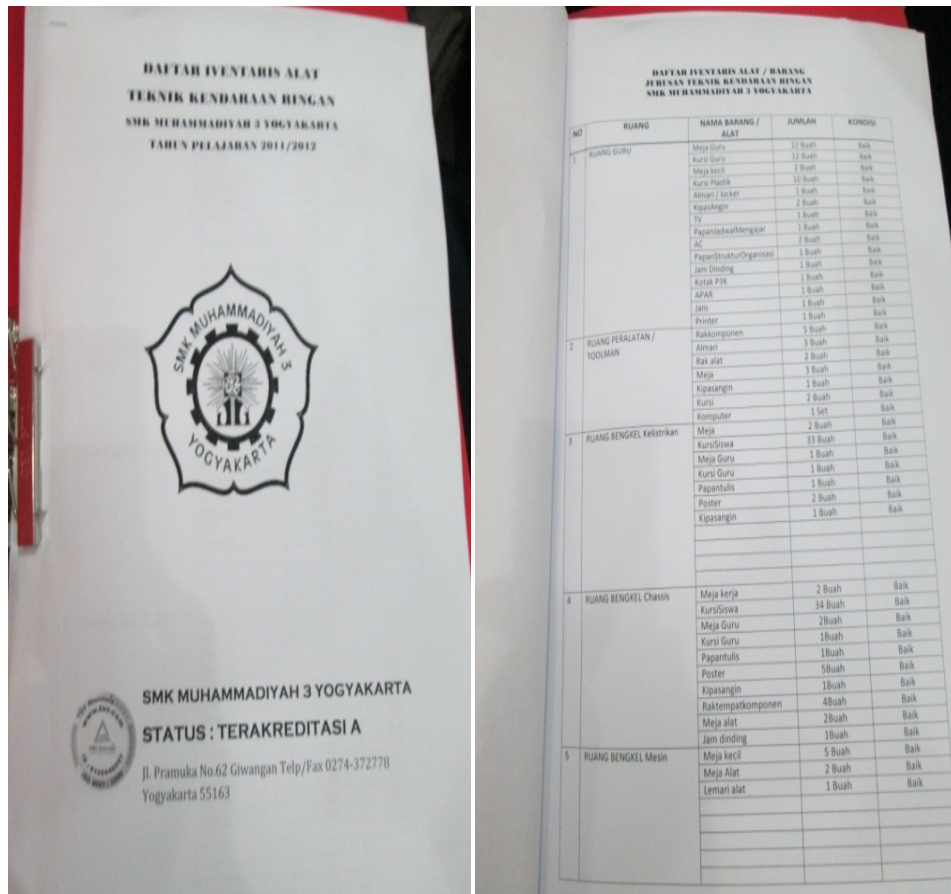 DAFTAR IVENTARIS ALAT
TEKNIK KENDARAAN RINGAN
SMK MUHAMMADIYAH 3 YOGYAKARTA
TAHUN PELAJARAN 2011/2012
SMK MUHAMMADIYAH 3
YOGYAKARTA
SMK MUHAMMADIYAH 3 YOGYAKARTA
STATUS : TERAKREDITASI A
Jl. Pramuka No.62 Giwangan Telp/Fax 0274-372778
Yogyakarta 55163
DAFTAR IVENTARIS ALAT / BARANG
JURUSAN TEKNIK KENDARAAN RINGAN
SMK MUHAMMADIYAH 3 YOGYAKARTA
NO RUANG NAMA BARANG / ALAT JUMLAH KONDISI
1 RUANG GURU Meja Guru 12 Buah Baik
Kursi Guru 12 Buah Baik
Meja kecil 2 Buah Baik
Kursi Plastik 10 Buah Baik
Almari / locker 1 Buah Baik
KipasAngin 2 Buah Baik
TV 1 Buah Baik
PapanJadwalMengajar 1 Buah Baik
AC 2 Buah Baik
PapanStrukturOrganisasi 1 Buah Baik
Jam Dinding 1 Buah Baik
Kotak P3K 1 Buah Baik
APAR 1 Buah Baik
Jam 1 Buah Baik
Printer 1 Buah Baik
2 RUANG PERALATAN / TOOLMAN Rakkomponen 5 Buah Baik
Almari 3 Buah Baik
Rak alat 2 Buah Baik
Meja 3 Buah Baik
Kipasangin 1 Buah Baik
Kursi 2 Buah Baik
Komputer 1 Set Baik
3 RUANG BENGKEL Kelistrikan Meja 2 Buah Baik
KursiSiswa 33 Buah Baik
Meja Guru 1 Buah Baik
Kursi Guru 1 Buah Baik
Papantulis 1 Buah Baik
Poster 2 Buah Baik
Kipasangin 1 Buah Baik
4 RUANG BENGKEL Chassis Meja kerja 2 Buah Baik
KursiSiswa 34 Buah Baik
Meja Guru 2Buah Baik
Kursi Guru 1Buah Baik
Papantulis 1Buah Baik
Poster 5Buah Baik
Kipasangin 1Buah Baik
Raktempatkomponen 4Buah Baik
Meja alat 2Buah Baik
Jam dinding 1Buah Baik
5 RUANG BENGKEL Mesin Meja kecil 5 Buah Baik
Meja Alat 2 Buah Baik
Lemari alat 1 Buah Baik